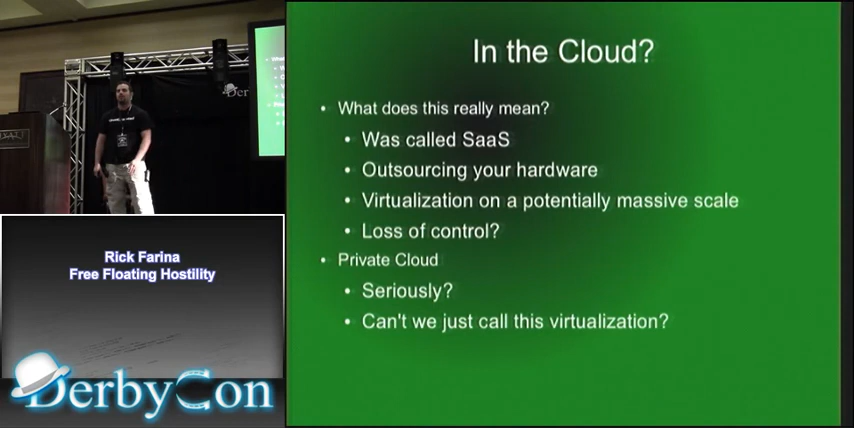 In the Cloud?
• What does this really mean?
• Was called SaaS
• Outsourcing your hardware
• Virtualization on a potentially massive scale
• Loss of control?
• Private Cloud
• Seriously?
• Can't we just call this virtualization?
Rick Farina
Free Floating Hostility
DerbyCon